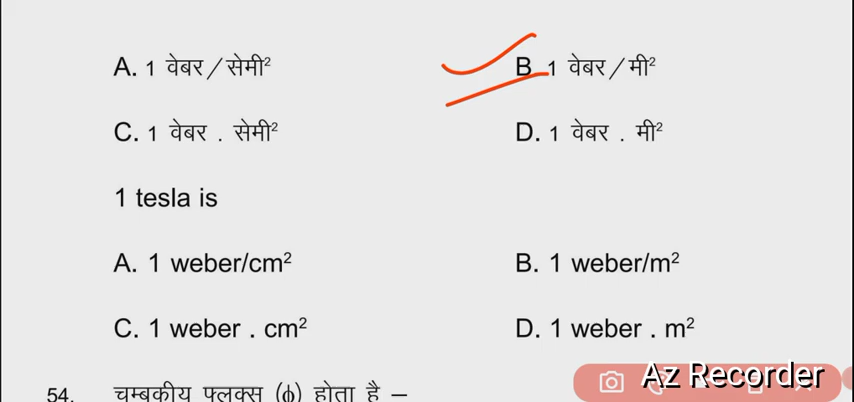 A. 1 वेबर/सेमी² B 1 वेबर/मी²
C. 1 वेबर . सेमी² D. 1 वेबर . मी²
1 tesla is
A. 1 weber/cm² B. 1 weber/m²
C. 1 weber . cm² D. 1 weber . m²
54. चुम्बकीय फ्लक्स (ϕ) होता है –
Az Recorder